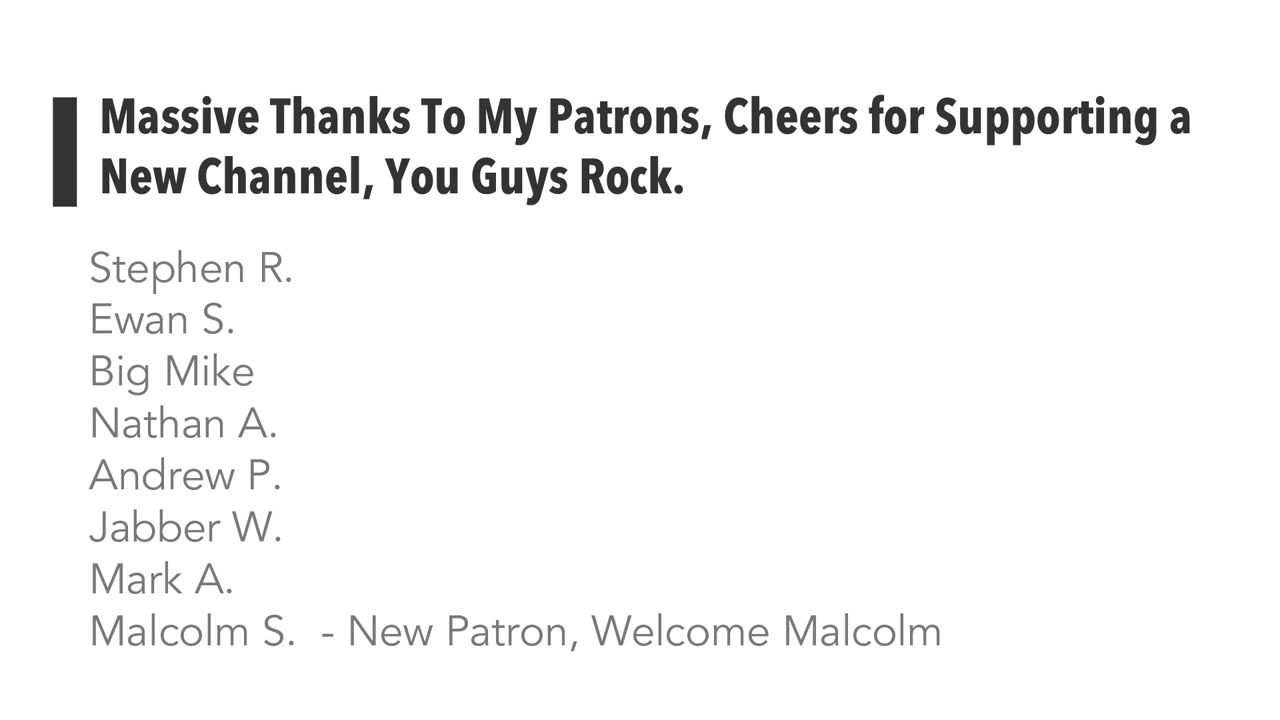 Massive Thanks To My Patrons, Cheers for Supporting a
New Channel, You Guys Rock.
Stephen R.
Ewan S.
Big Mike
Nathan A.
Andrew P.
Jabber W.
Mark A.
Malcolm S.  - New Patron, Welcome Malcolm